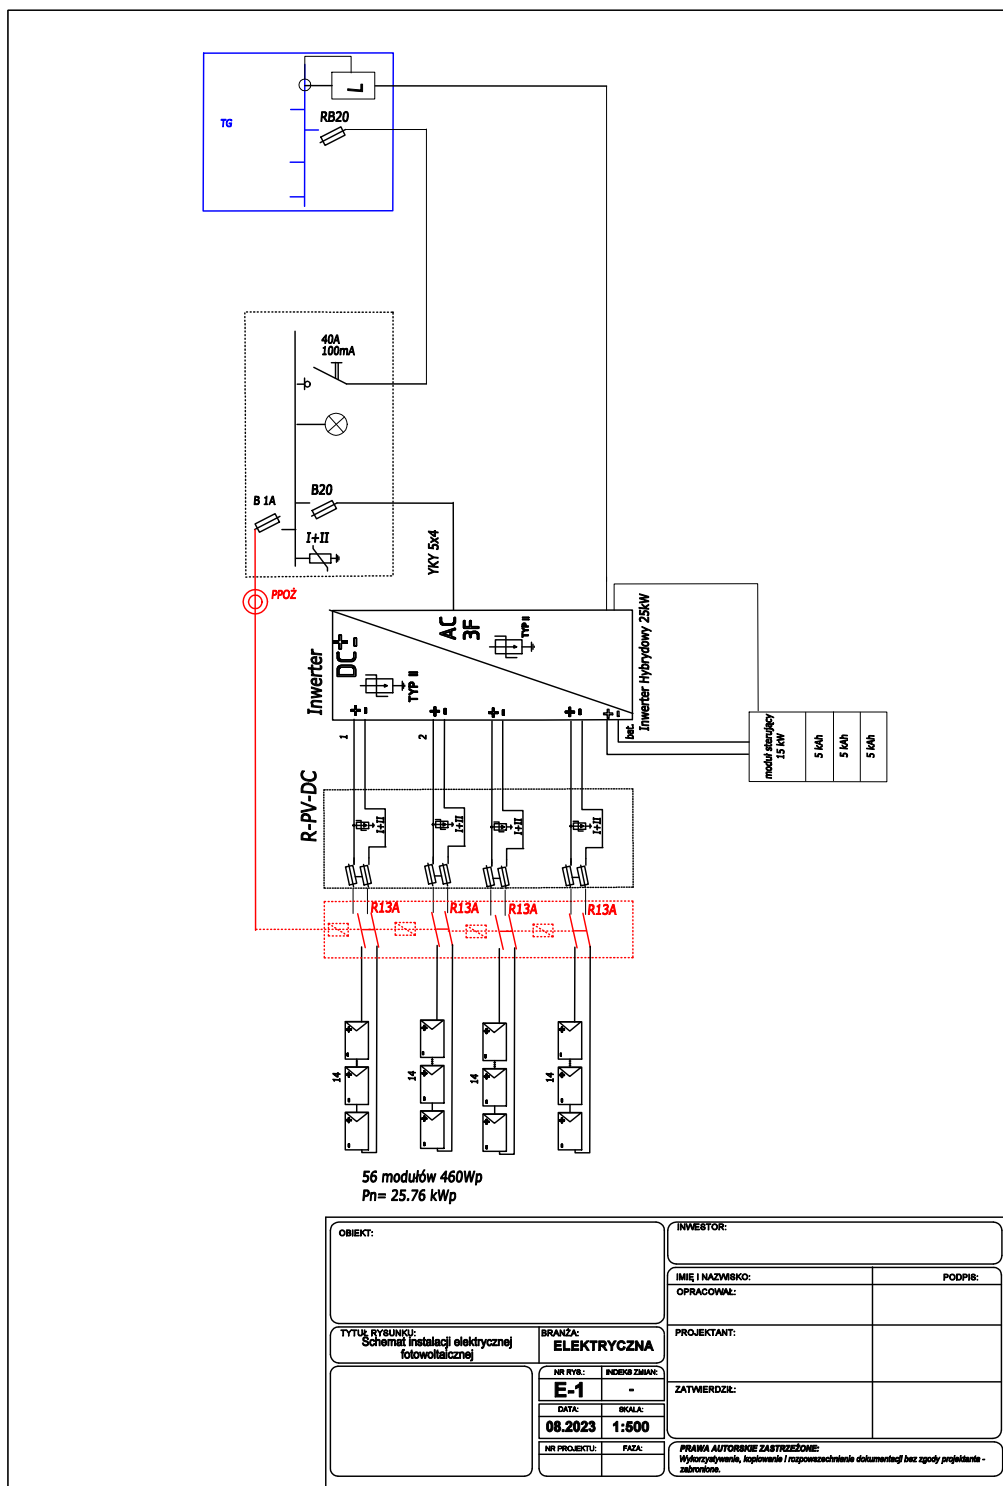 TG
L
RB20
40A
100mA
B 1A
B20
I+II
YKY 5x4
PPOŻ
Inwerter
DC
TYP II
AC
3F
TYP II
Inwerter Hybrydowy 25kW
bat.
1
2
moduł sterujący
15 kW
5 kAh
5 kAh
5 kAh
R-PV-DC
I+II
I+II
I+II
I+II
R13A
R13A
R13A
R13A
14
14
14
14
56 modułów 460Wp
Pn= 25.76 kWp
OBIEKT:
INWESTOR:
IMIĘ I NAZWISKO:
PODPIS:
OPRACOWAŁ:
TYTUŁ RYSUNKU:
Schemat instalacji elektrycznej
fotowoltaicznej
BRANŻA:
ELEKTRYCZNA
PROJEKTANT:
NR RYS.:
INDEKS ZMIAN:
E-1
-
ZATWIERDZIŁ:
DATA:
SKALA:
08.2023
1:500
NR PROJEKTU:
FAZA:
PRAWA AUTORSKIE ZASTRZEŻONE:
Wykorzystywanie, kopiowanie i rozpowszechnianie dokumentacji bez zgody projektanta -
zabronione.